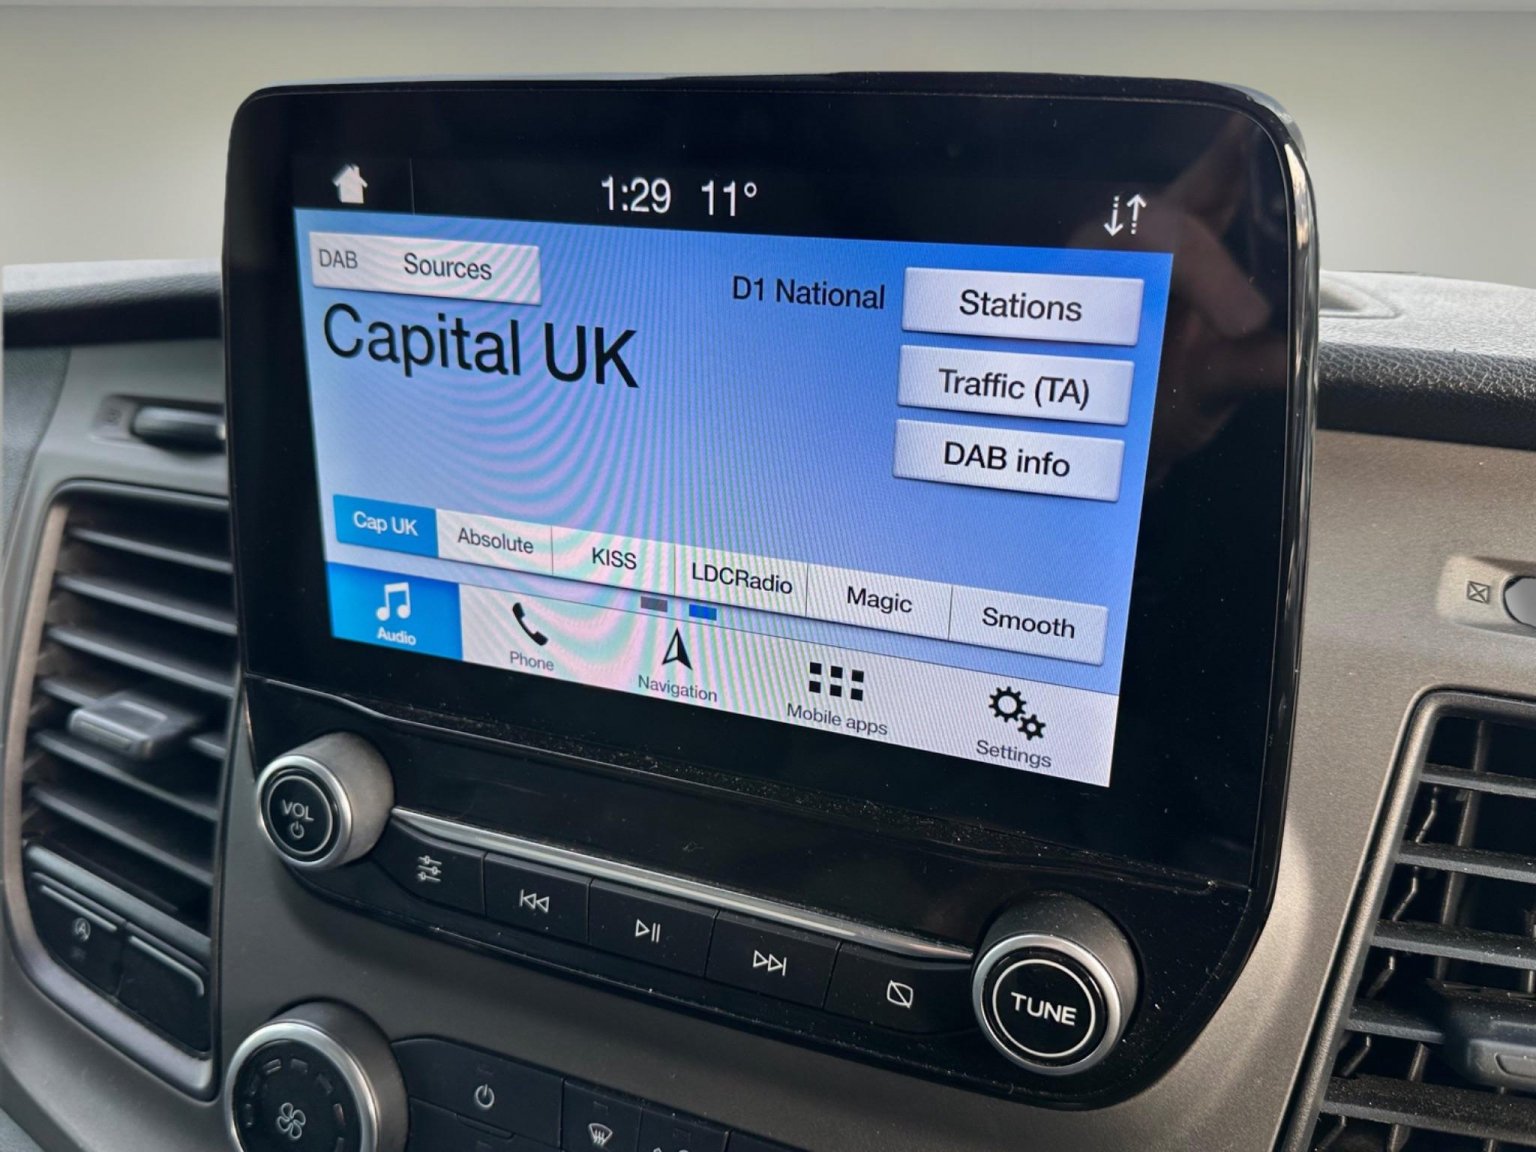 1:29 11°
DAB Sources
D1 National
Stations
Capital UK
Traffic (TA)
DAB info
Cap UK
Absolute
KISS
LDCRadio
Magic
Smooth
Audio
Phone
Navigation
Mobile apps
Settings
VOL
TUNE